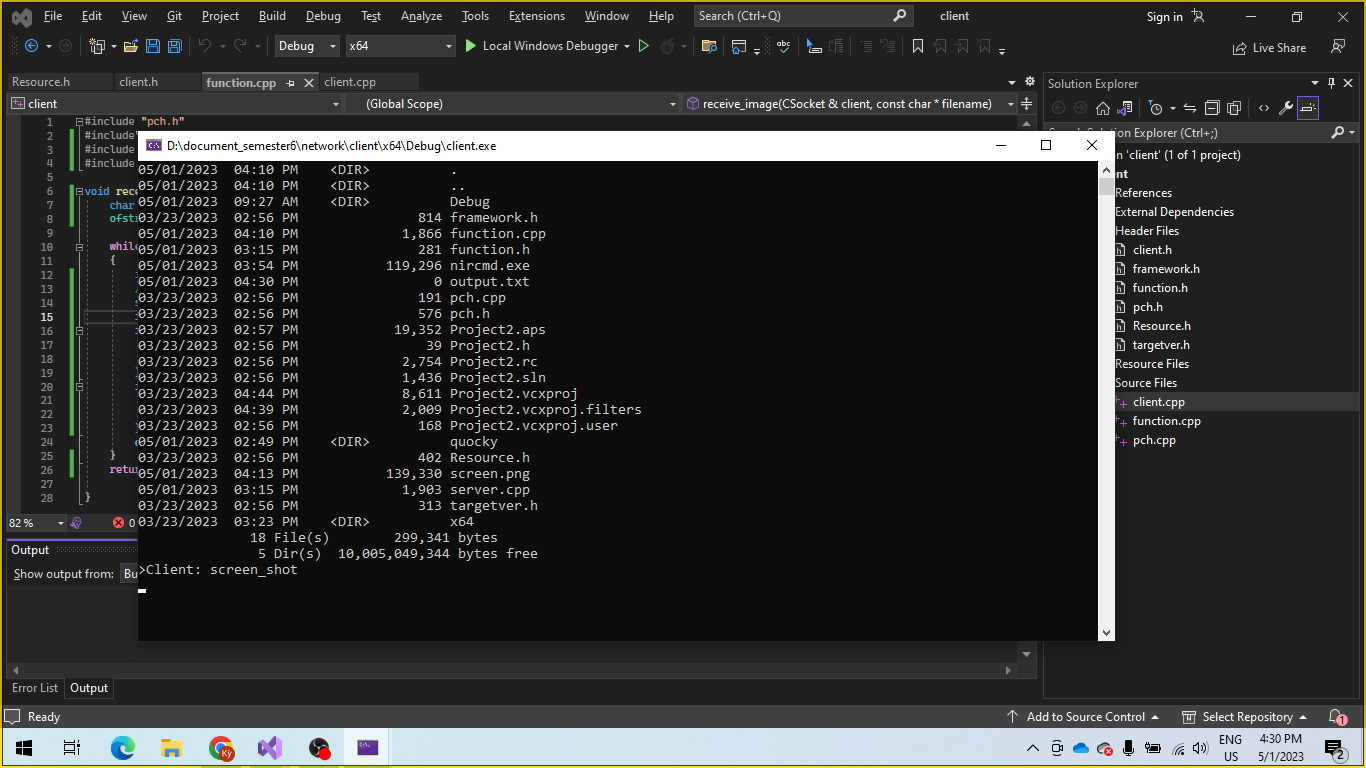 File Edit View Git Project Build Debug Test Analyze Tools Extensions Window Help Search (Ctrl+Q) client Sign in
Debug x64 Local Windows Debugger Live Share
Resource.h client.h function.cpp client.cpp
client (Global Scope) receive_image(CSocket & client, const char * filename)
Solution Explorer
Search Solution Explorer (Ctrl+;)
n 'client' (1 of 1 project)
nt
References
External Dependencies
Header Files
client.h
framework.h
function.h
pch.h
Resource.h
targetver.h
Resource Files
Source Files
client.cpp
function.cpp
pch.cpp
1 #include "pch.h"
2 #include"
3 #include
4 #include
5
6 void rece
7 char
8 ofstr
9
10 while
11 {
12
13
14
15
16
17
18
19
20
21
22
23
24
25 }
26 retur
27
28 }
82 % 0
D:\document_semester6\network\client\x64\Debug\client.exe
05/01/2023 04:10 PM <DIR> .
05/01/2023 04:10 PM <DIR> ..
05/01/2023 09:27 AM <DIR> Debug
03/23/2023 02:56 PM 814 framework.h
05/01/2023 04:10 PM 1,866 function.cpp
05/01/2023 03:15 PM 281 function.h
05/01/2023 03:54 PM 119,296 nircmd.exe
05/01/2023 04:30 PM 0 output.txt
03/23/2023 02:56 PM 191 pch.cpp
03/23/2023 02:56 PM 576 pch.h
03/23/2023 02:57 PM 19,352 Project2.aps
03/23/2023 02:56 PM 39 Project2.h
03/23/2023 02:56 PM 2,754 Project2.rc
03/23/2023 02:56 PM 1,436 Project2.sln
03/23/2023 04:44 PM 8,611 Project2.vcxproj
03/23/2023 04:39 PM 2,009 Project2.vcxproj.filters
03/23/2023 02:56 PM 168 Project2.vcxproj.user
05/01/2023 02:49 PM <DIR> quocky
03/23/2023 02:56 PM 402 Resource.h
05/01/2023 04:13 PM 139,330 screen.png
05/01/2023 03:15 PM 1,903 server.cpp
03/23/2023 02:56 PM 313 targetver.h
03/23/2023 03:23 PM <DIR> x64
18 File(s) 299,341 bytes
5 Dir(s) 10,005,049,344 bytes free
>Client: screen_shot
Output
Show output from: Bu
Error List Output
Ready Add to Source Control Select Repository 1
Kỳ ENG 4:30 PM
US 5/1/2023 2